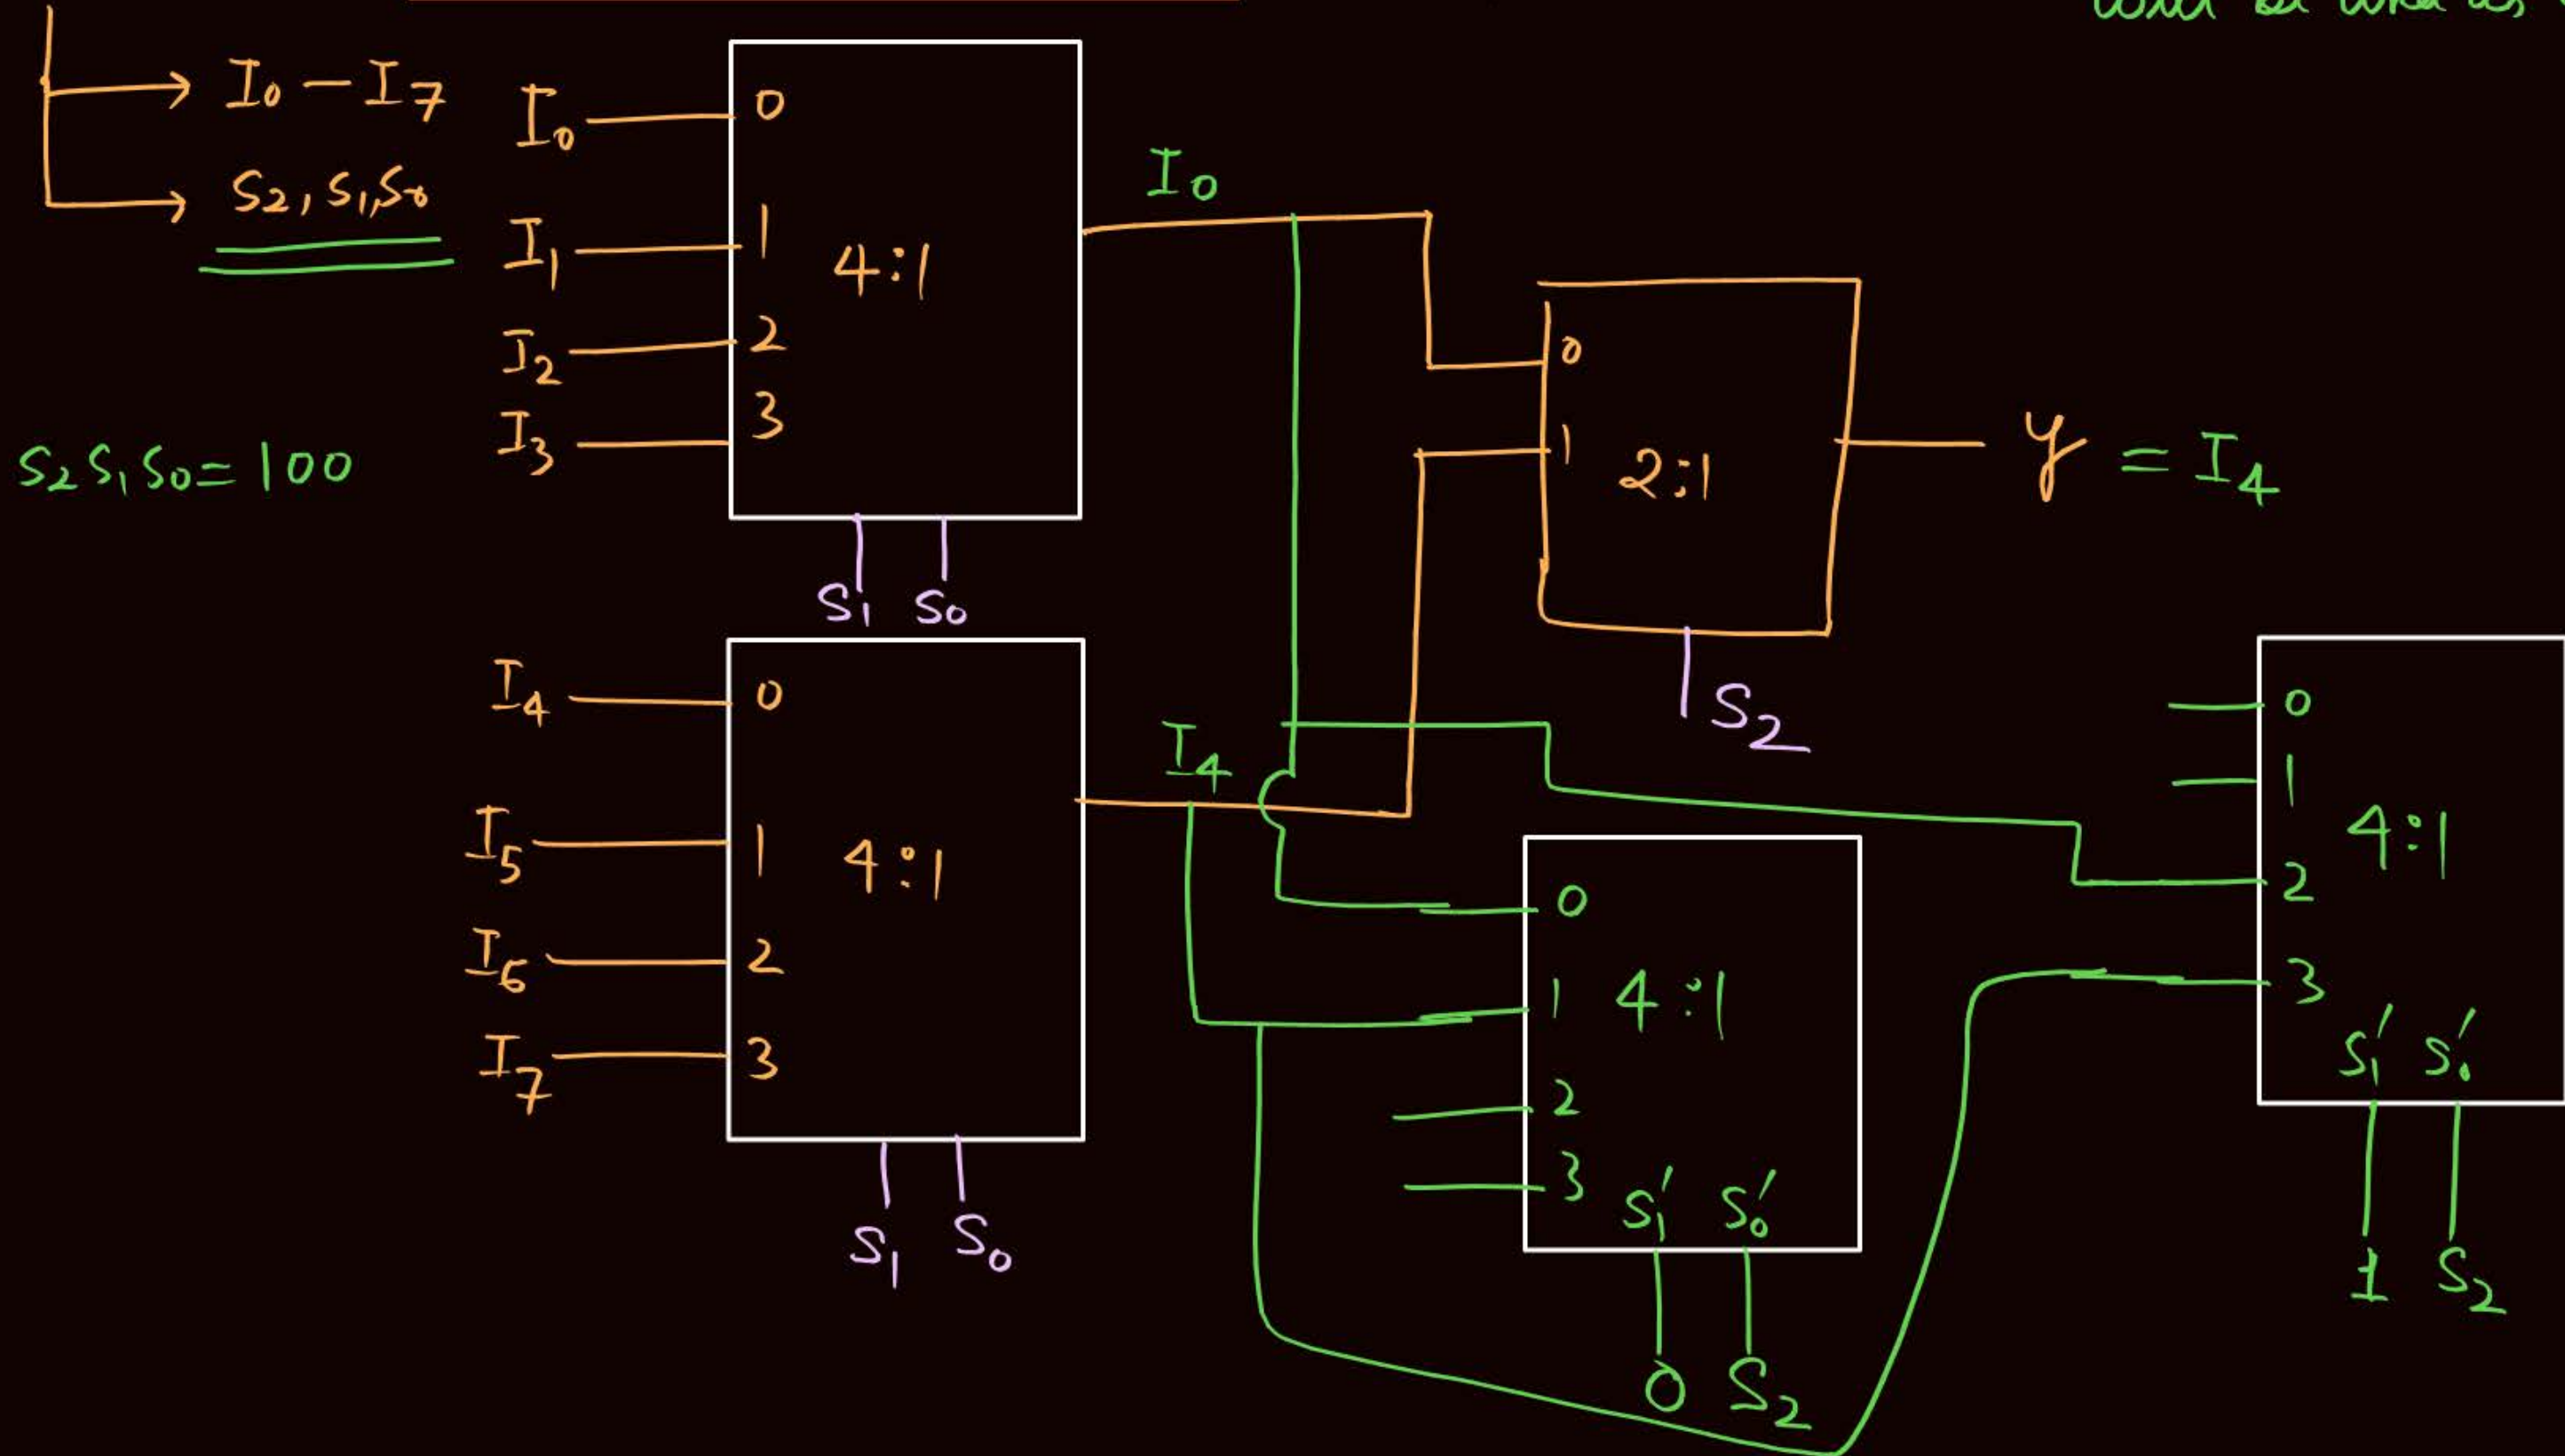 I0 - I7
S2, S1, S0
S2 S1 S0 = 100
I0
I1
I2
I3
0
1
2
3
4:1
S1 S0
I0
I4
I5
I6
I7
0
1
2
3
4:1
S1 S0
I4
0
1
2:1
S2
y = I4
0
1
2
3
4:1
S1' S0'
0 S2
0
1
2
3
4:1
S1' S0'
1 S2